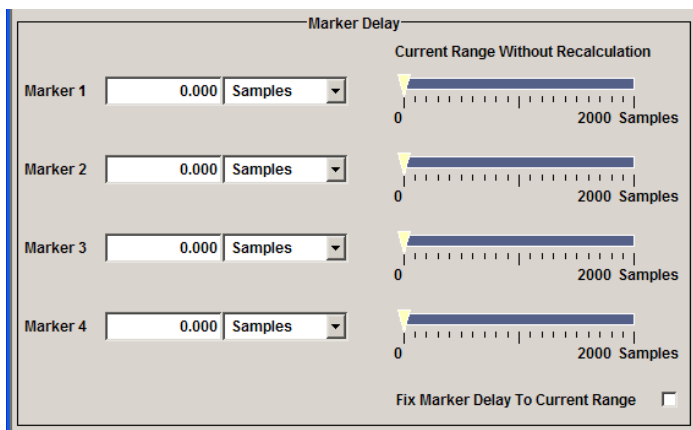 Marker Delay
Current Range Without Recalculation
Marker 1 0.000 Samples
0 2000 Samples
Marker 2 0.000 Samples
0 2000 Samples
Marker 3 0.000 Samples
0 2000 Samples
Marker 4 0.000 Samples
0 2000 Samples
Fix Marker Delay To Current Range